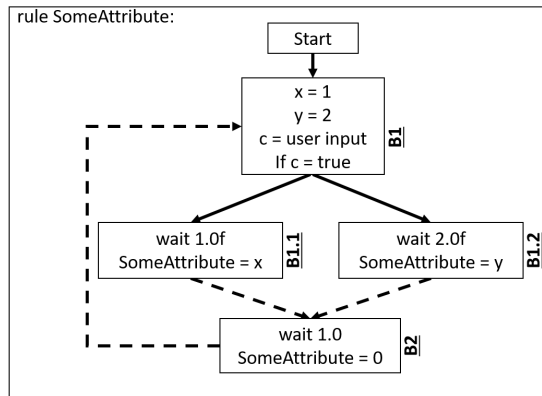 rule SomeAttribute:
Start
x = 1
y = 2
c = user input
If c = true
B1
wait 1.0f
SomeAttribute = x
B1.1
wait 2.0f
SomeAttribute = y
B1.2
wait 1.0
SomeAttribute = 0
B2